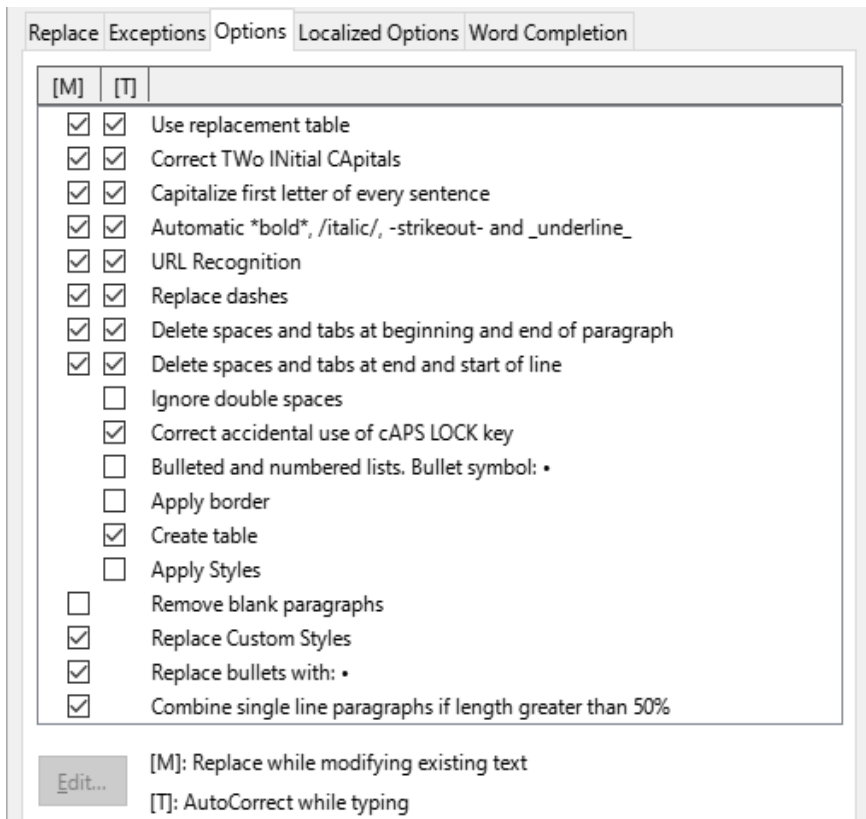 Replace Exceptions Options Localized Options Word Completion
[M] [T]
Use replacement table
Correct TWo INitial CApitals
Capitalize first letter of every sentence
Automatic *bold*, /italic/, -strikeout- and _underline_
URL Recognition
Replace dashes
Delete spaces and tabs at beginning and end of paragraph
Delete spaces and tabs at end and start of line
Ignore double spaces
Correct accidental use of cAPS LOCK key
Bulleted and numbered lists. Bullet symbol: •
Apply border
Create table
Apply Styles
Remove blank paragraphs
Replace Custom Styles
Replace bullets with: •
Combine single line paragraphs if length greater than 50%
Edit...
[M]: Replace while modifying existing text
[T]: AutoCorrect while typing